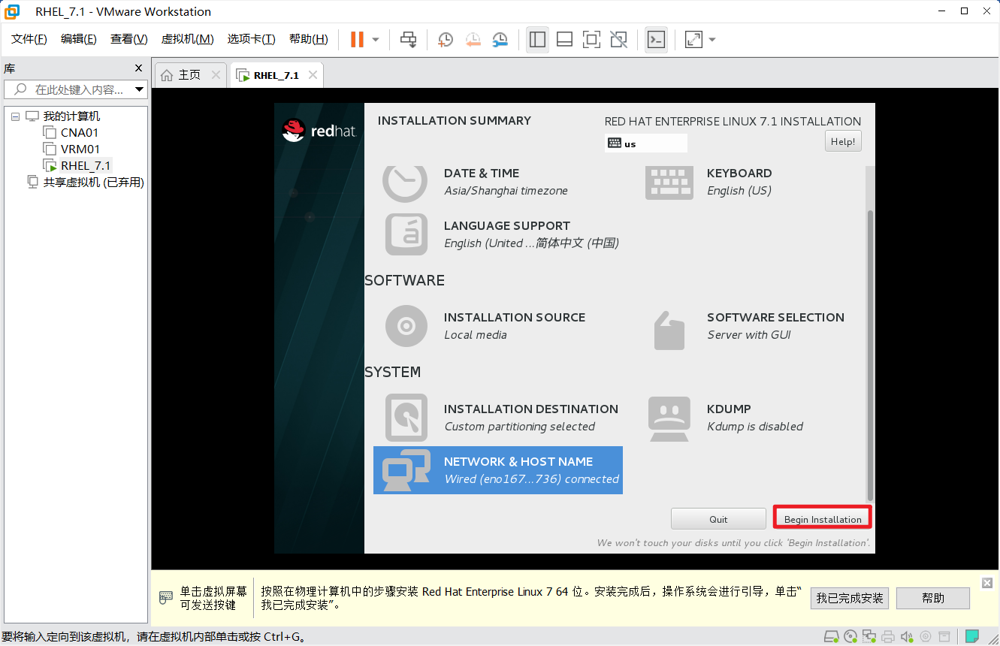 RHEL_7.1 - VMware Workstation
文件(F) 编辑(E) 查看(V) 虚拟机(M) 选项卡(T) 帮助(H)
库
在此处键入内容...
我的计算机
CNA01
VRM01
RHEL_7.1
共享虚拟机 (已弃用)
主页
RHEL_7.1
redhat
INSTALLATION SUMMARY
RED HAT ENTERPRISE LINUX 7.1 INSTALLATION
us
Help!
DATE & TIME
Asia/Shanghai timezone
KEYBOARD
English (US)
LANGUAGE SUPPORT
English (United ...简体中文 (中国)
SOFTWARE
INSTALLATION SOURCE
Local media
SOFTWARE SELECTION
Server with GUI
SYSTEM
INSTALLATION DESTINATION
Custom partitioning selected
KDUMP
Kdump is disabled
NETWORK & HOST NAME
Wired (eno167...736) connected
Quit
Begin Installation
We won't touch your disks until you click 'Begin Installation'.
单击虚拟屏幕
可发送按键
按照在物理计算机中的步骤安装 Red Hat Enterprise Linux 7 64 位。安装完成后，操作系统会进行引导，单击“
我已完成安装”。
我已完成安装
帮助
要将输入定向到该虚拟机，请在虚拟机内部单击或按 Ctrl+G。